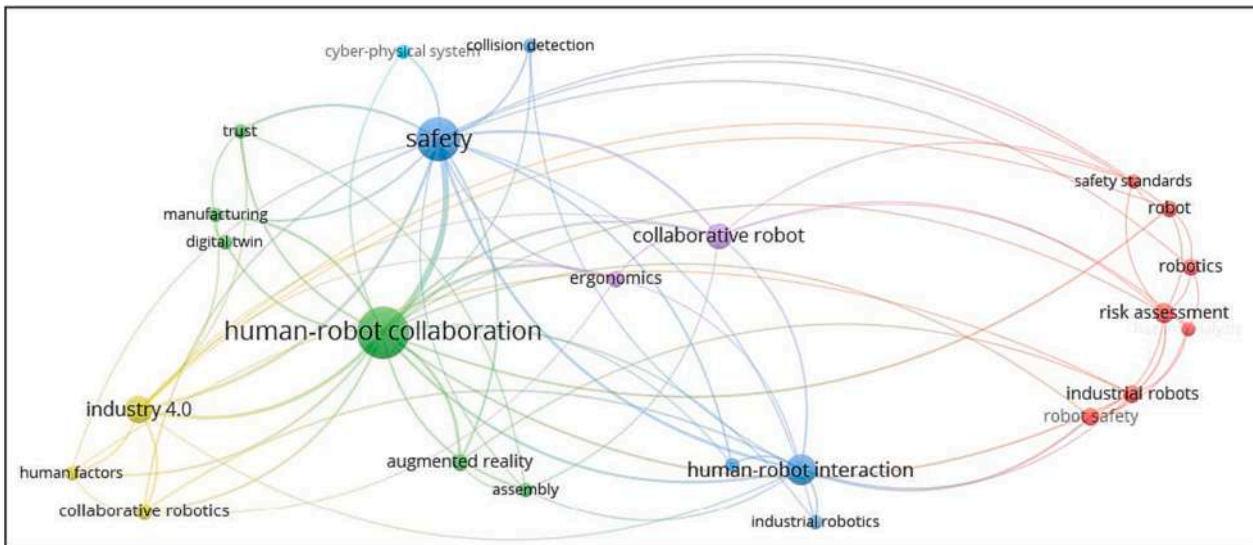 cyber-physical system
collision detection
trust
safety
safety standards
manufacturing
robot
digital twin
collaborative robot
robotics
ergonomics
risk assessment
human-robot collaboration
industrial robots
industry 4.0
robot safety
augmented reality
human-robot interaction
human factors
assembly
collaborative robotics
industrial robotics